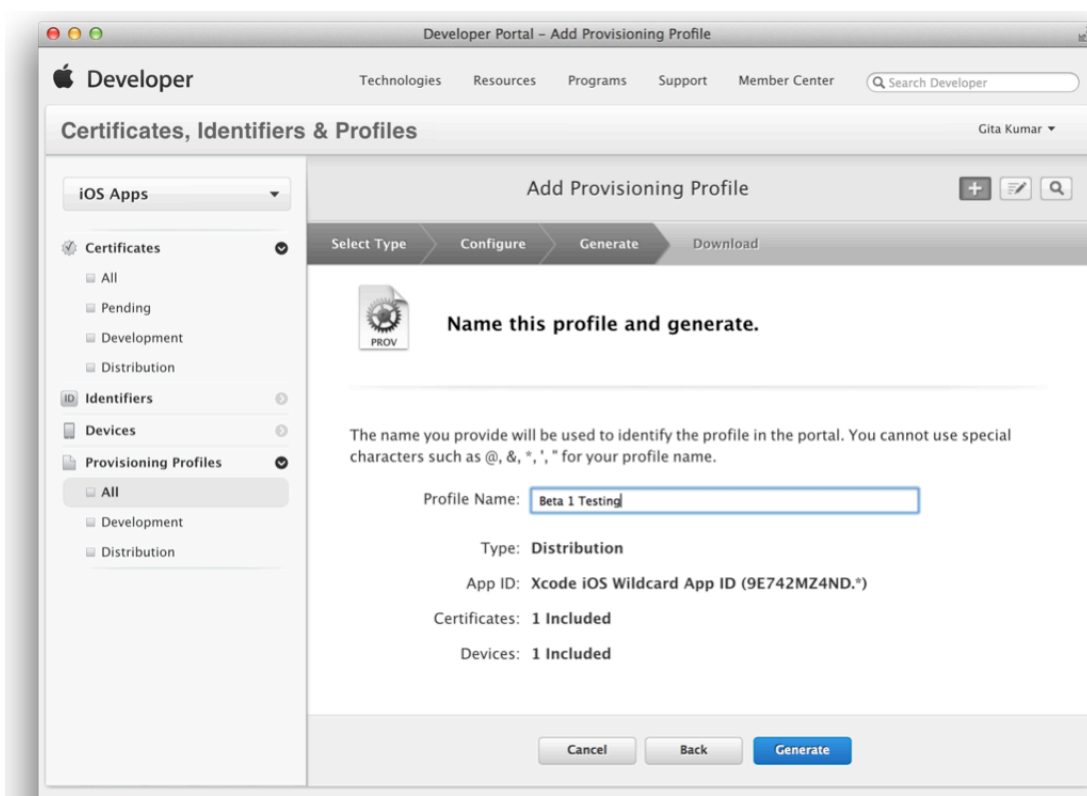 Developer Portal – Add Provisioning Profile
Developer
Technologies Resources Programs Support Member Center Search Developer
Certificates, Identifiers & Profiles
Gita Kumar
iOS Apps
Add Provisioning Profile
Select Type Configure Generate Download
Certificates
All
Pending
Development
Distribution
ID Identifiers
Devices
Provisioning Profiles
All
Development
Distribution
PROV
Name this profile and generate.
The name you provide will be used to identify the profile in the portal. You cannot use special
characters such as @, &, *, ', " for your profile name.
Profile Name: Beta 1 Testing
Type: Distribution
App ID: Xcode iOS Wildcard App ID (9E742MZ4ND.*)
Certificates: 1 Included
Devices: 1 Included
Cancel Back Generate